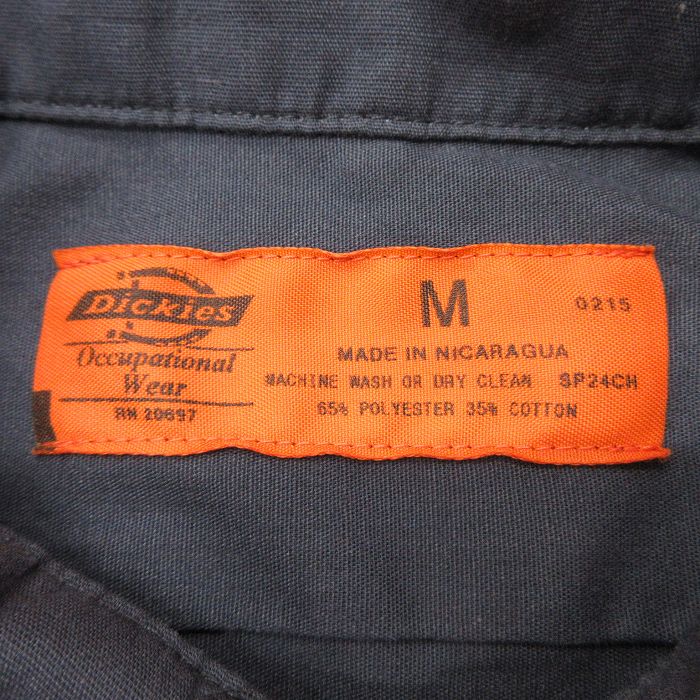 Dickies
Occupational
Wear
RN 20697
M
0215
MADE IN NICARAGUA
MACHINE WASH OR DRY CLEAN SP24CH
65% POLYESTER 35% COTTON